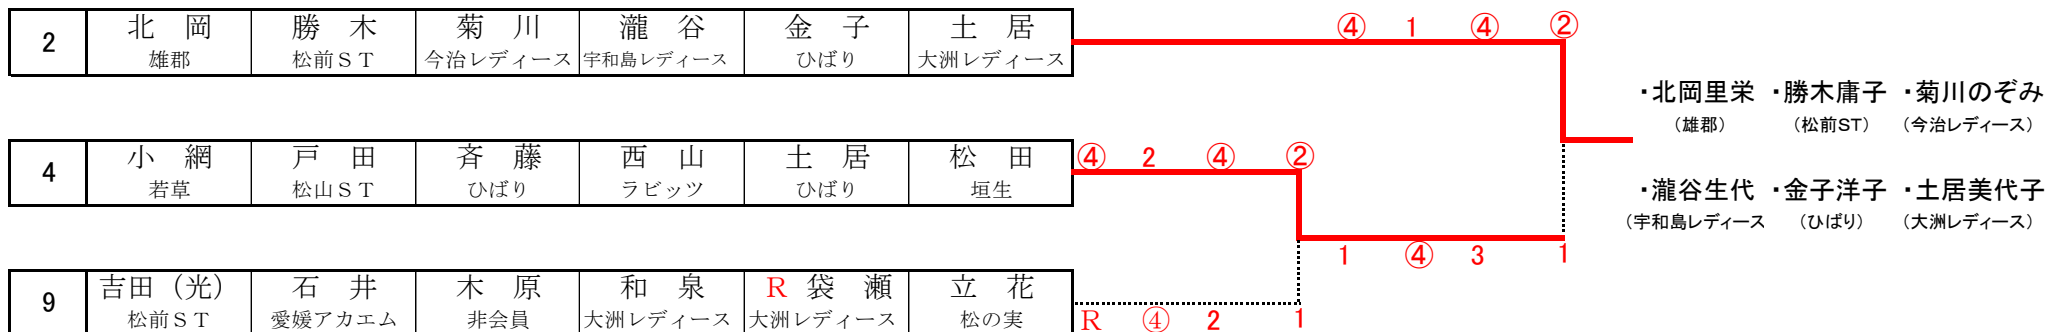 ④ 1 ④ ②
2 北岡 勝木 菊川 瀧谷 金子 土居
雄郡 松前ＳＴ 今治レディース 宇和島レディース ひばり 大洲レディース
・北岡里栄 ・勝木庸子 ・菊川のぞみ
（雄郡） （松前ST） （今治レディース）
4 小網 戸田 斉藤 西山 土居 松田 ④ 2 ④ ②
若草 松山ＳＴ ひばり ラビッツ ひばり 垣生
・瀧谷生代 ・金子洋子 ・土居美代子
（宇和島レディース （ひばり） （大洲レディース）
1 ④ 3 1
9 吉田（光） 石井 木原 和泉 R 袋瀬 立花
松前ＳＴ 愛媛アカエム 非会員 大洲レディース 大洲レディース 松の実
R ④ 2 1